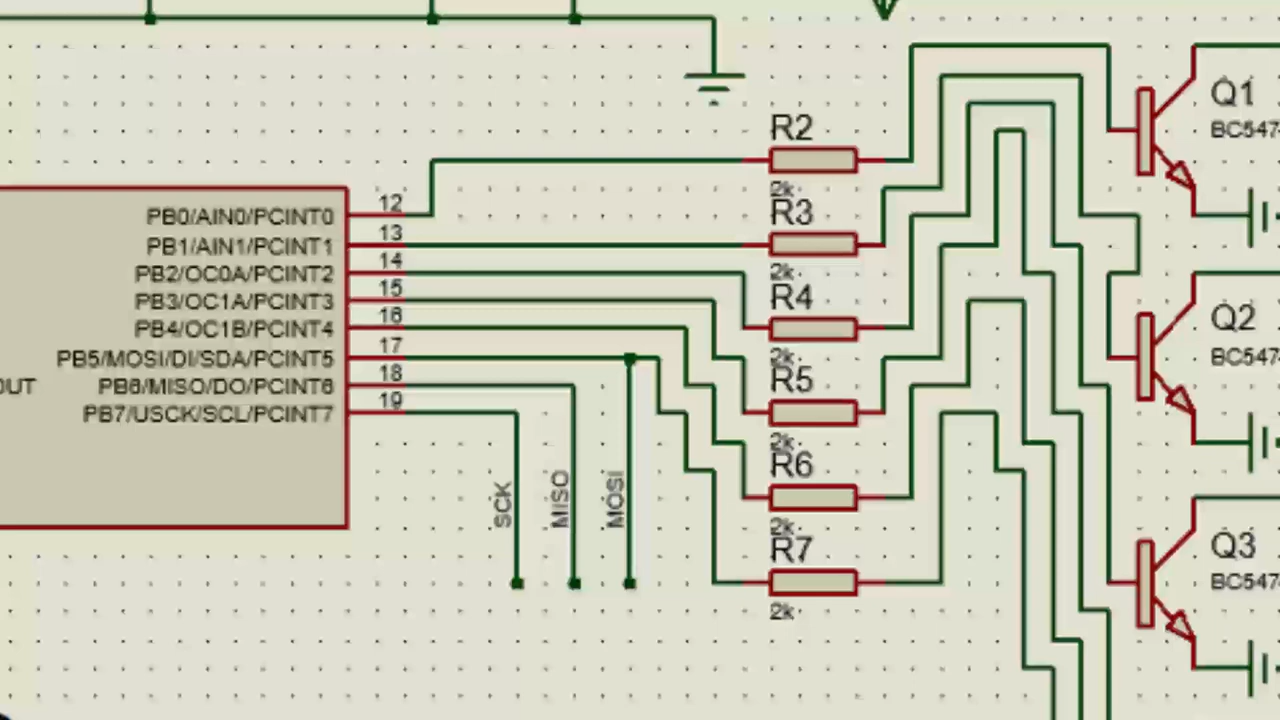 Q1
BC547
R2
2k
12
PB0/AIN0/PCINT0
13
PB1/AIN1/PCINT1
R3
2k
14
PB2/OC0A/PCINT2
15
PB3/OC1A/PCINT3
R4
2k
16
PB4/OC1B/PCINT4
Q2
BC547
17
PB5/MOSI/DI/SDA/PCINT5
18
OUT
PB6/MISO/DO/PCINT6
R5
2k
19
PB7/USCK/SCL/PCINT7
R6
2k
SCK
MISO
MOSI
Q3
BC547
R7
2k